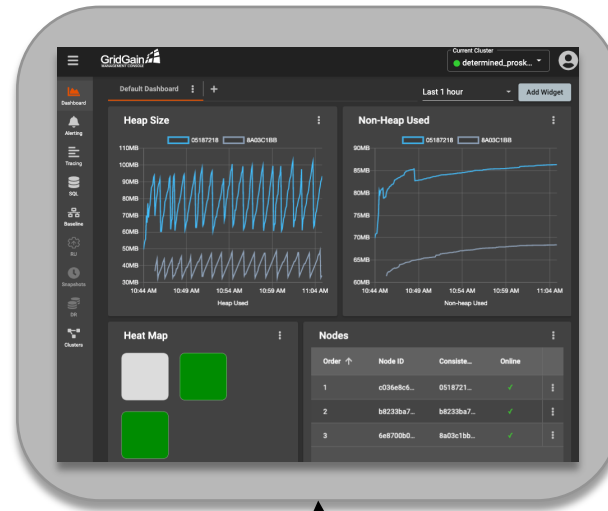 GridGain
MANAGEMENT CONSOLE
Current Cluster
determined_prosk...
Default Dashboard
+
Last 1 hour
Add Widget
Dashboard
Alerting
Tracing
SQL
Baseline
RU
Snapshots
DR
Clusters
Heap Size
05187218 8A03C1BB
110MB
100MB
90MB
80MB
70MB
60MB
50MB
40MB
30MB
10:44 AM 10:49 AM 10:54 AM 10:59 AM 11:04 AM
Heap Used
Non-Heap Used
05187218 8A03C1BB
90MB
85MB
80MB
75MB
70MB
65MB
60MB
10:44 AM 10:49 AM 10:54 AM 10:59 AM 11:04 AM
Non-heap Used
Heat Map
Nodes
Order Node ID Consiste... Online
1 c036e8c6... 0518721...
2 b8233ba7... b8233ba7...
3 6e8700b0... 8a03c1bb...